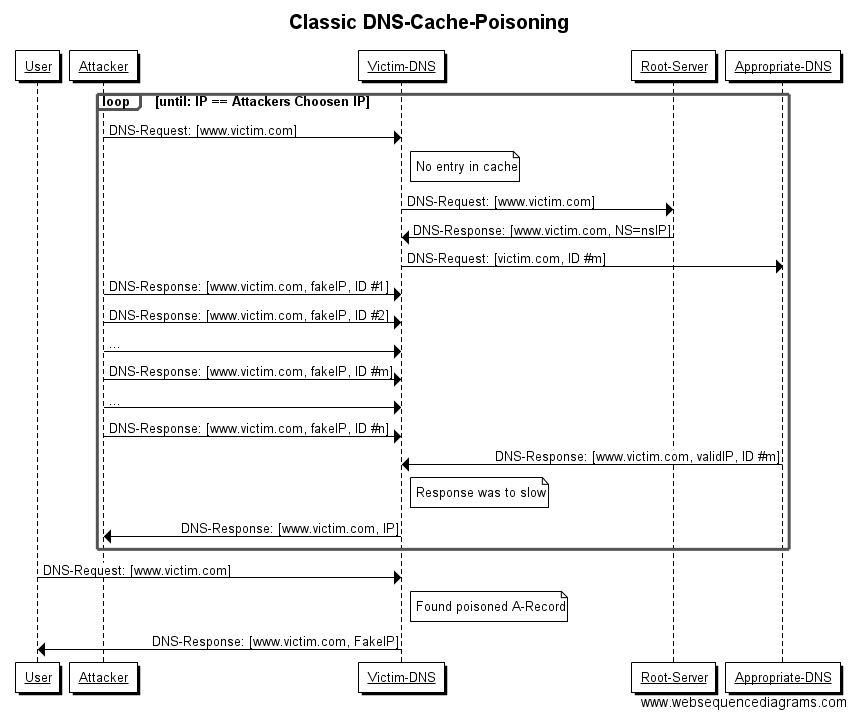 Classic DNS-Cache-Poisoning
User
Attacker
Victim-DNS
Root-Server
Appropriate-DNS
loop
[until: IP == Attackers Choosen IP]
DNS-Request: [www.victim.com]
No entry in cache
DNS-Request: [www.victim.com]
DNS-Response: [www.victim.com, NS=nsIP]
DNS-Request: [victim.com, ID #m]
DNS-Response: [www.victim.com, fakeIP, ID #1]
DNS-Response: [www.victim.com, fakeIP, ID #2]
...
DNS-Response: [www.victim.com, fakeIP, ID #m]
...
DNS-Response: [www.victim.com, fakeIP, ID #n]
DNS-Response: [www.victim.com, validIP, ID #m]
Response was to slow
DNS-Response: [www.victim.com, IP]
DNS-Request: [www.victim.com]
Found poisoned A-Record
DNS-Response: [www.victim.com, FakeIP]
User
Attacker
Victim-DNS
Root-Server
Appropriate-DNS
www.websequencediagrams.com